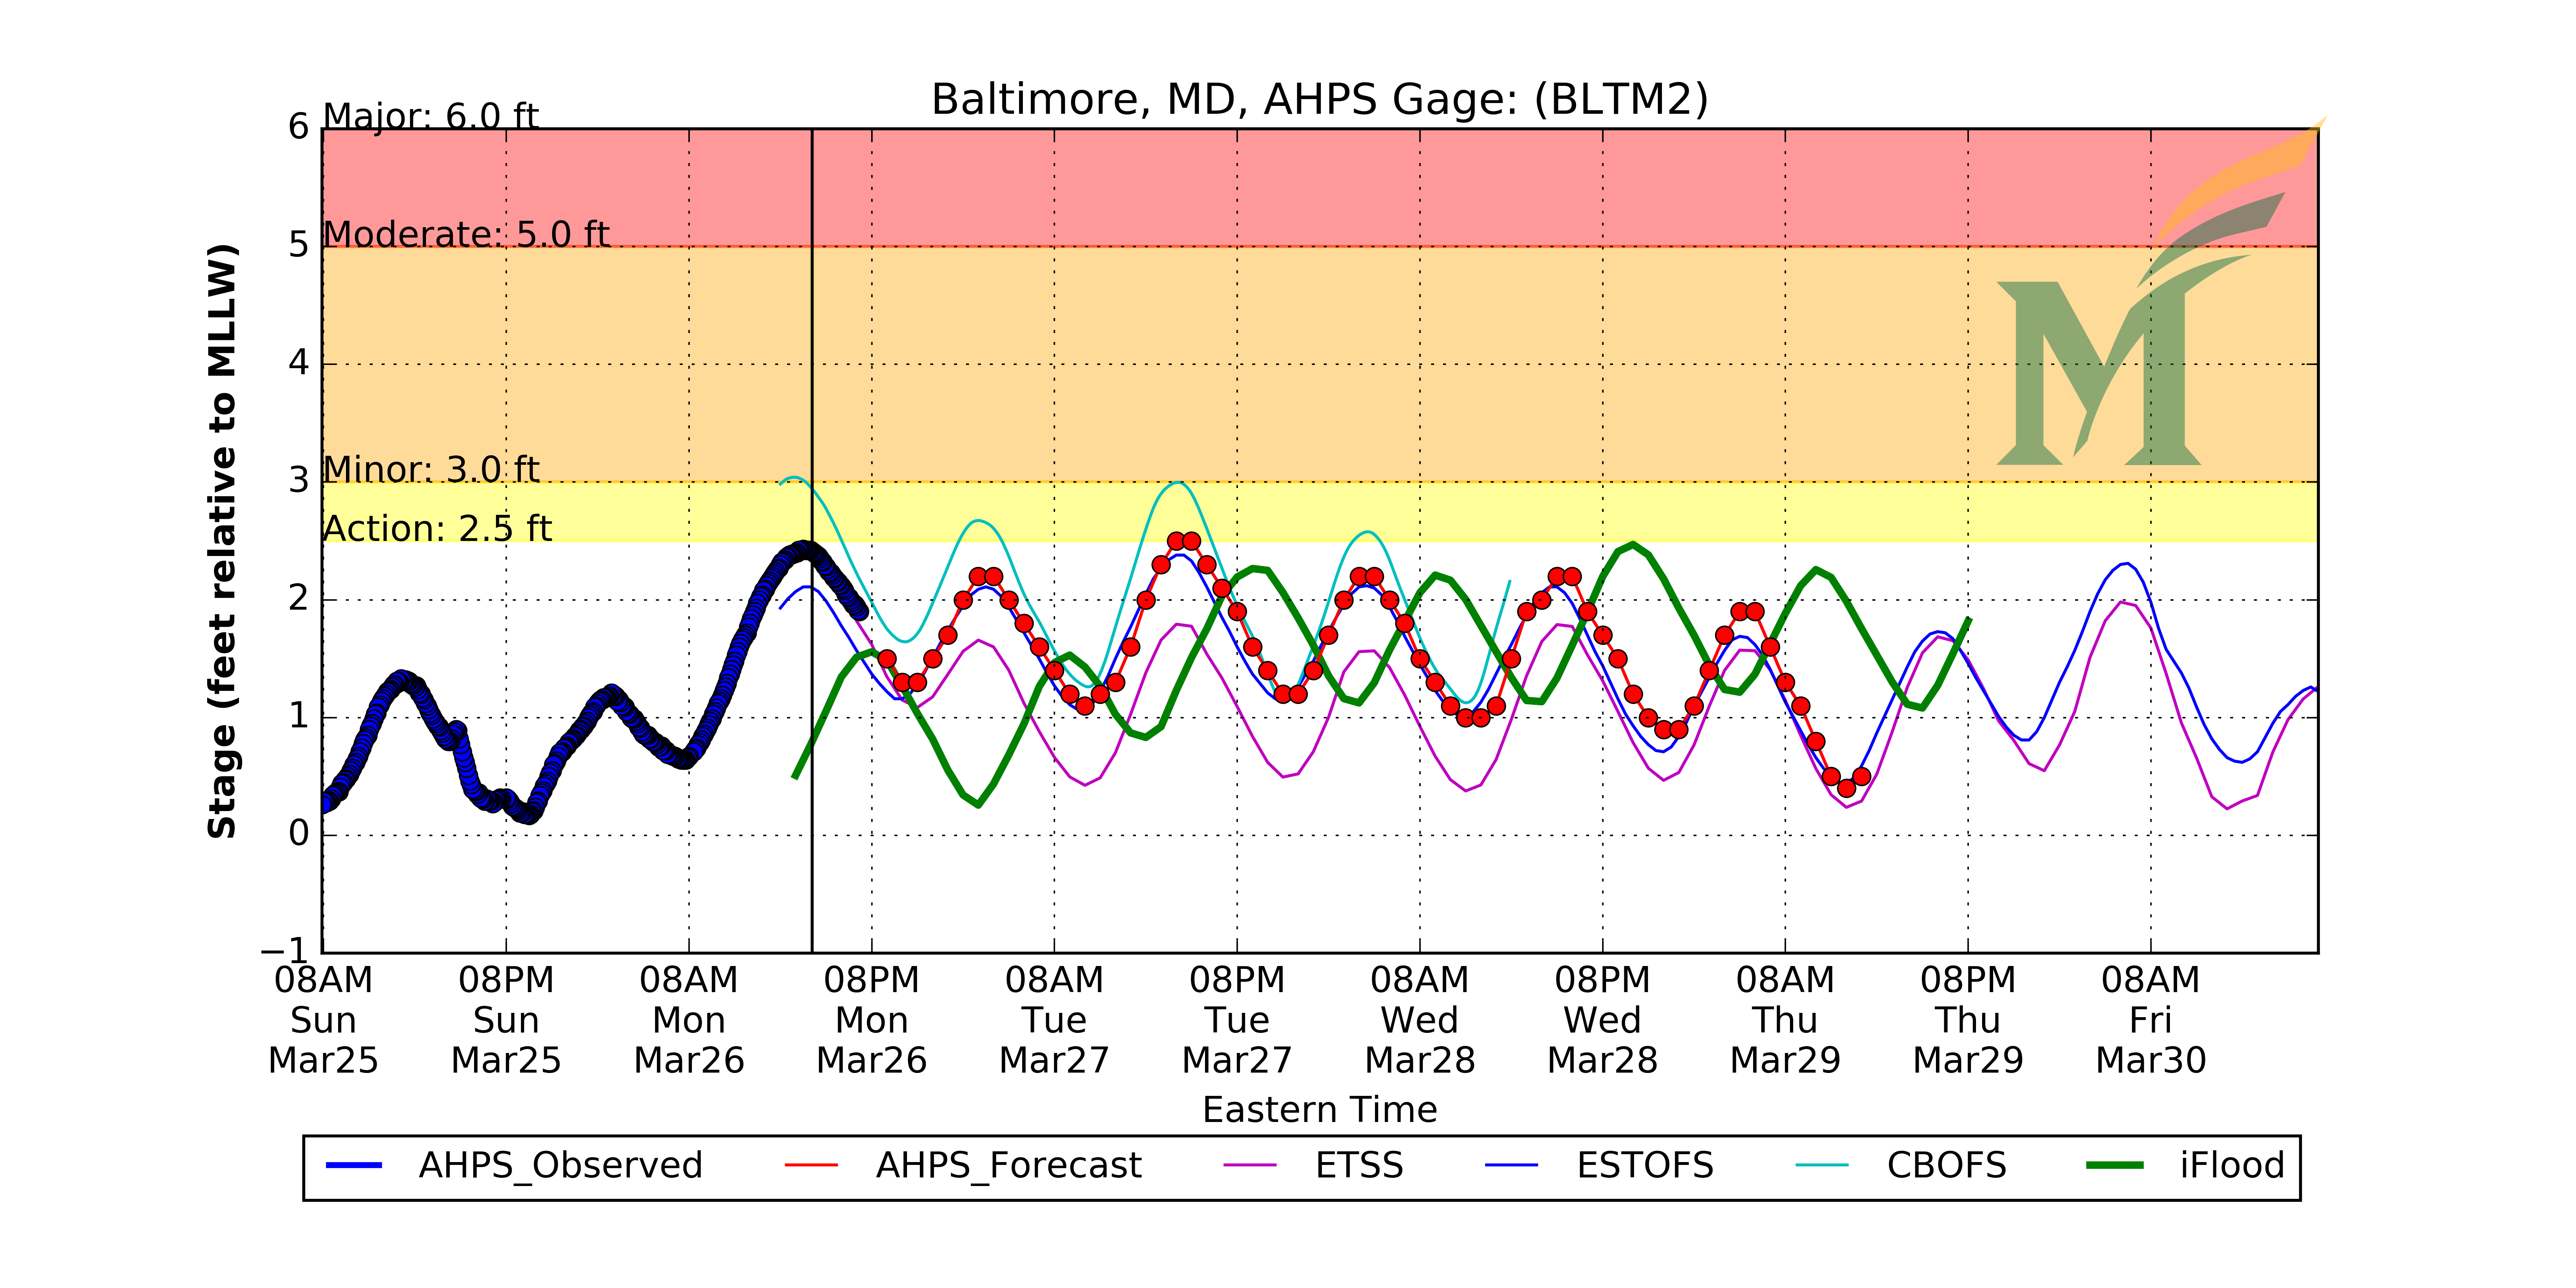 Baltimore, MD, AHPS Gage: (BLTM2)
Major: 6.0 ft
Moderate: 5.0 ft
Minor: 3.0 ft
Action: 2.5 ft
6
5
4
3
2
1
0
−1
Stage (feet relative to MLLW)
08AM 08PM 08AM 08PM 08AM 08PM 08AM 08PM 08AM 08PM 08AM
Sun Sun Mon Mon Tue Tue Wed Wed Thu Thu Fri
Mar25 Mar25 Mar26 Mar26 Mar27 Mar27 Mar28 Mar28 Mar29 Mar29 Mar30
Eastern Time
AHPS_Observed AHPS_Forecast ETSS ESTOFS CBOFS iFlood
M